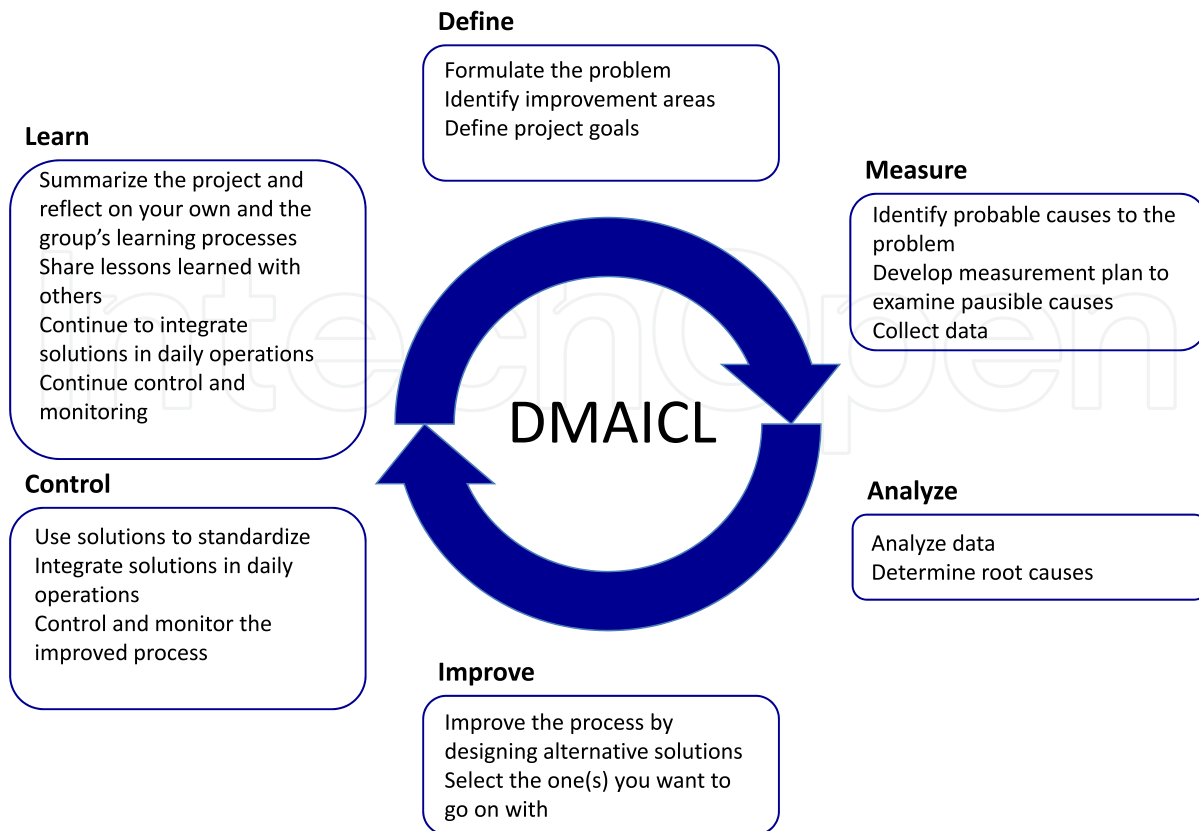 Define
Formulate the problem
Identify improvement areas
Define project goals
Measure
Identify probable causes to the
problem
Develop measurement plan to
examine pausible causes
Collect data
Analyze
Analyze data
Determine root causes
Improve
Improve the process by
designing alternative solutions
Select the one(s) you want to
go on with
Control
Use solutions to standardize
Integrate solutions in daily
operations
Control and monitor the
improved process
Learn
Summarize the project and
reflect on your own and the
group's learning processes
Share lessons learned with
others
Continue to integrate
solutions in daily operations
Continue control and
monitoring
DMAICL
IntechOpen